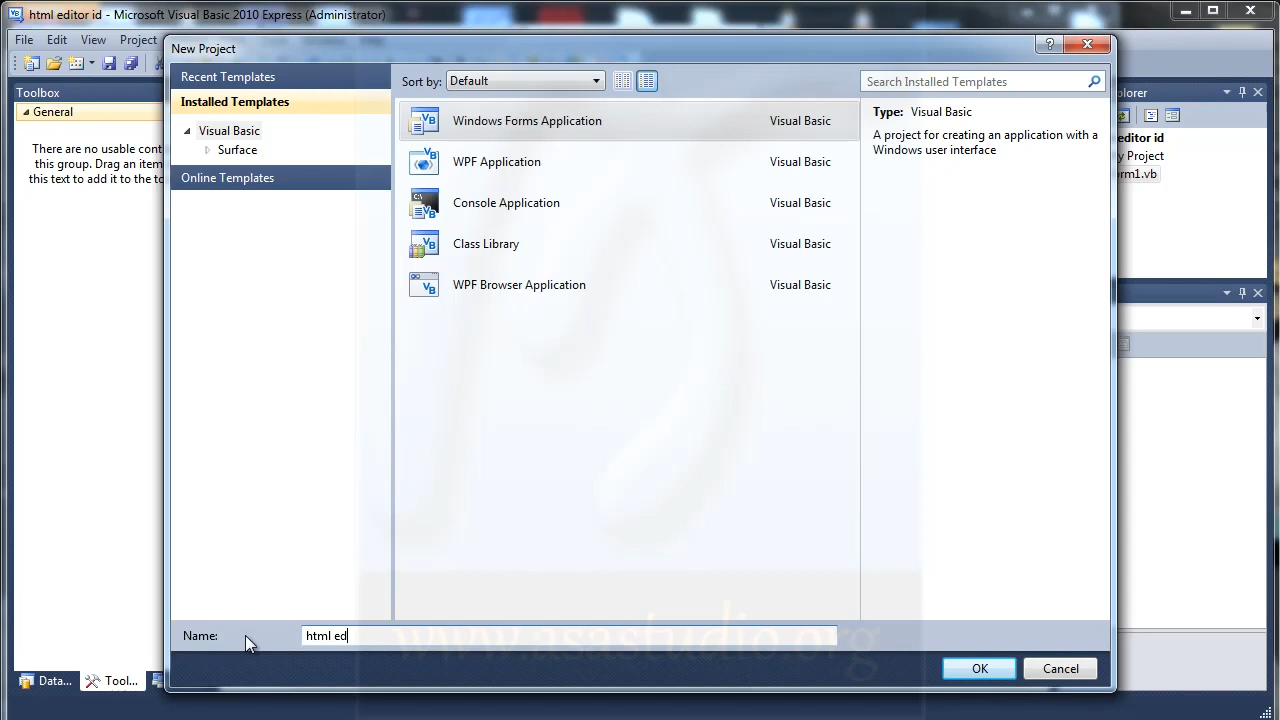 html editor id - Microsoft Visual Basic 2010 Express (Administrator)
File Edit View Project
New Project
Toolbox
General
There are no usable cont
this group. Drag an item
this text to add it to the to
Data...
Tool...
Recent Templates
Installed Templates
Visual Basic
Surface
Online Templates
Sort by: Default
Search Installed Templates
Windows Forms Application Visual Basic
WPF Application Visual Basic
Console Application Visual Basic
Class Library Visual Basic
WPF Browser Application Visual Basic
Type: Visual Basic
A project for creating an application with a
Windows user interface
Name: html ed
www.asastudio.org
OK Cancel
plorer
editor id
y Project
orm1.vb